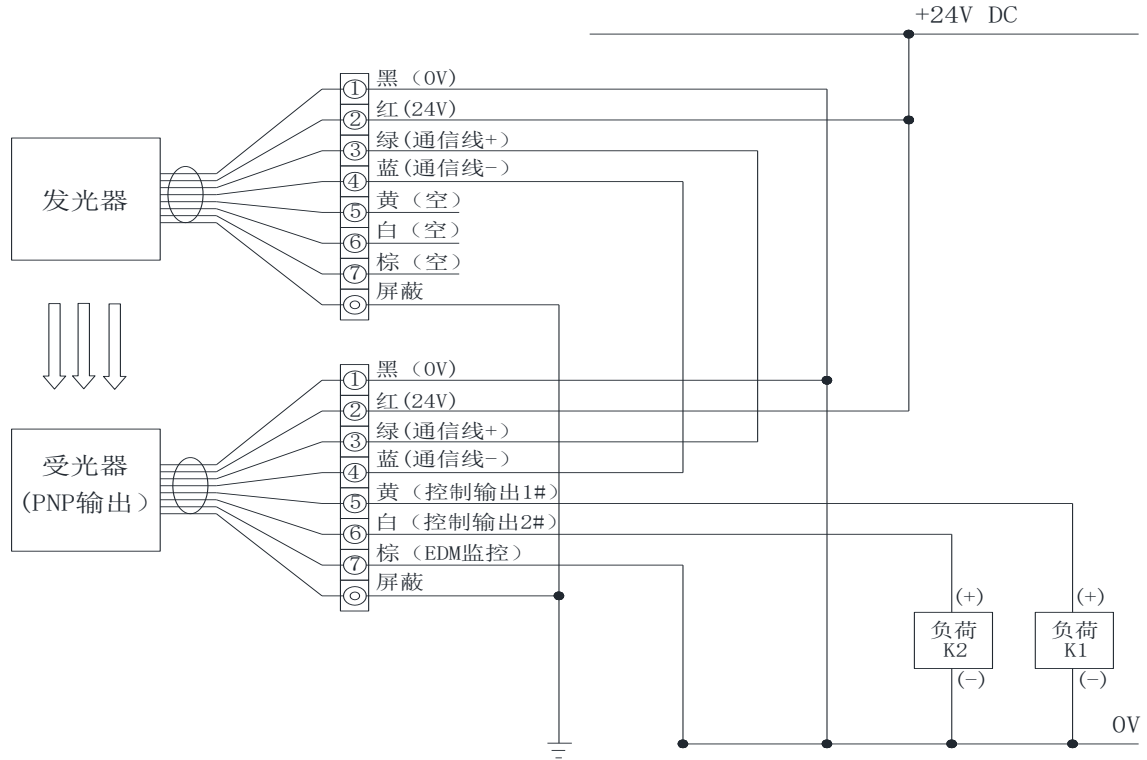 +24V DC
① 黑（0V）
② 红(24V)
③ 绿(通信线+)
④ 蓝(通信线-)
⑤ 黄（空）
⑥ 白（空）
⑦ 棕（空）
◎ 屏蔽
发光器
① 黑（0V）
② 红(24V)
③ 绿(通信线+)
④ 蓝(通信线-)
⑤ 黄（控制输出1#）
⑥ 白（控制输出2#）
⑦ 棕（EDM监控）
◎ 屏蔽
受光器
(PNP输出）
(+)
负荷
K2
(-)
(+)
负荷
K1
(-)
0V